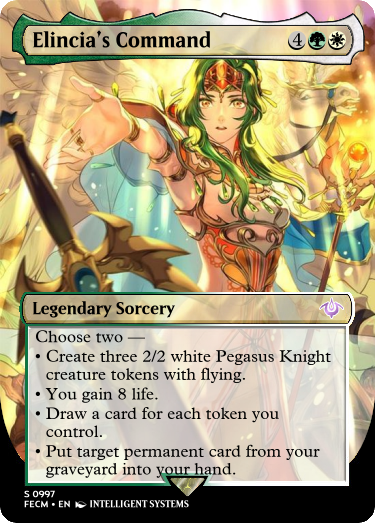 Elincia's Command 4
Legendary Sorcery
Choose two —
• Create three 2/2 white Pegasus Knight
creature tokens with flying.
• You gain 8 life.
• Draw a card for each token you
control.
• Put target permanent card from your
graveyard into your hand.
S 0997
FECM • EN INTELLIGENT SYSTEMS